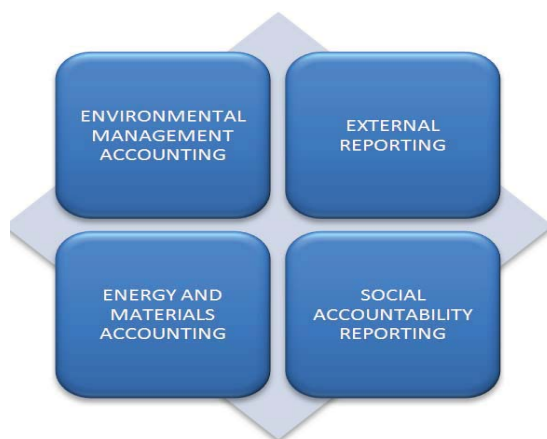 ENVIRONMENTAL
MANAGEMENT
ACCOUNTING
EXTERNAL
REPORTING
ENERGY AND
MATERIALS
ACCOUNTING
SOCIAL
ACCOUNTABILITY
REPORTING